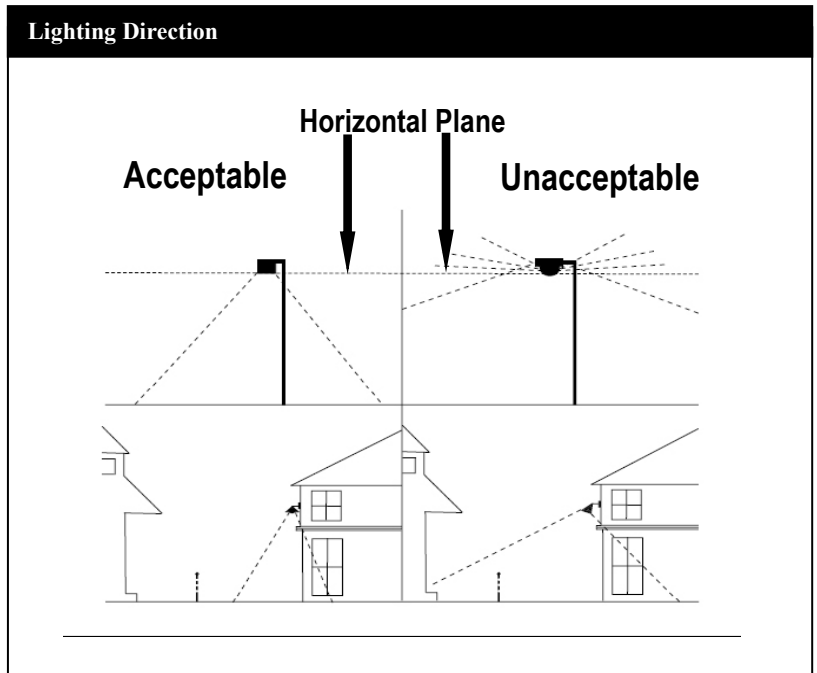 Lighting Direction
Horizontal Plane
Acceptable
Unacceptable